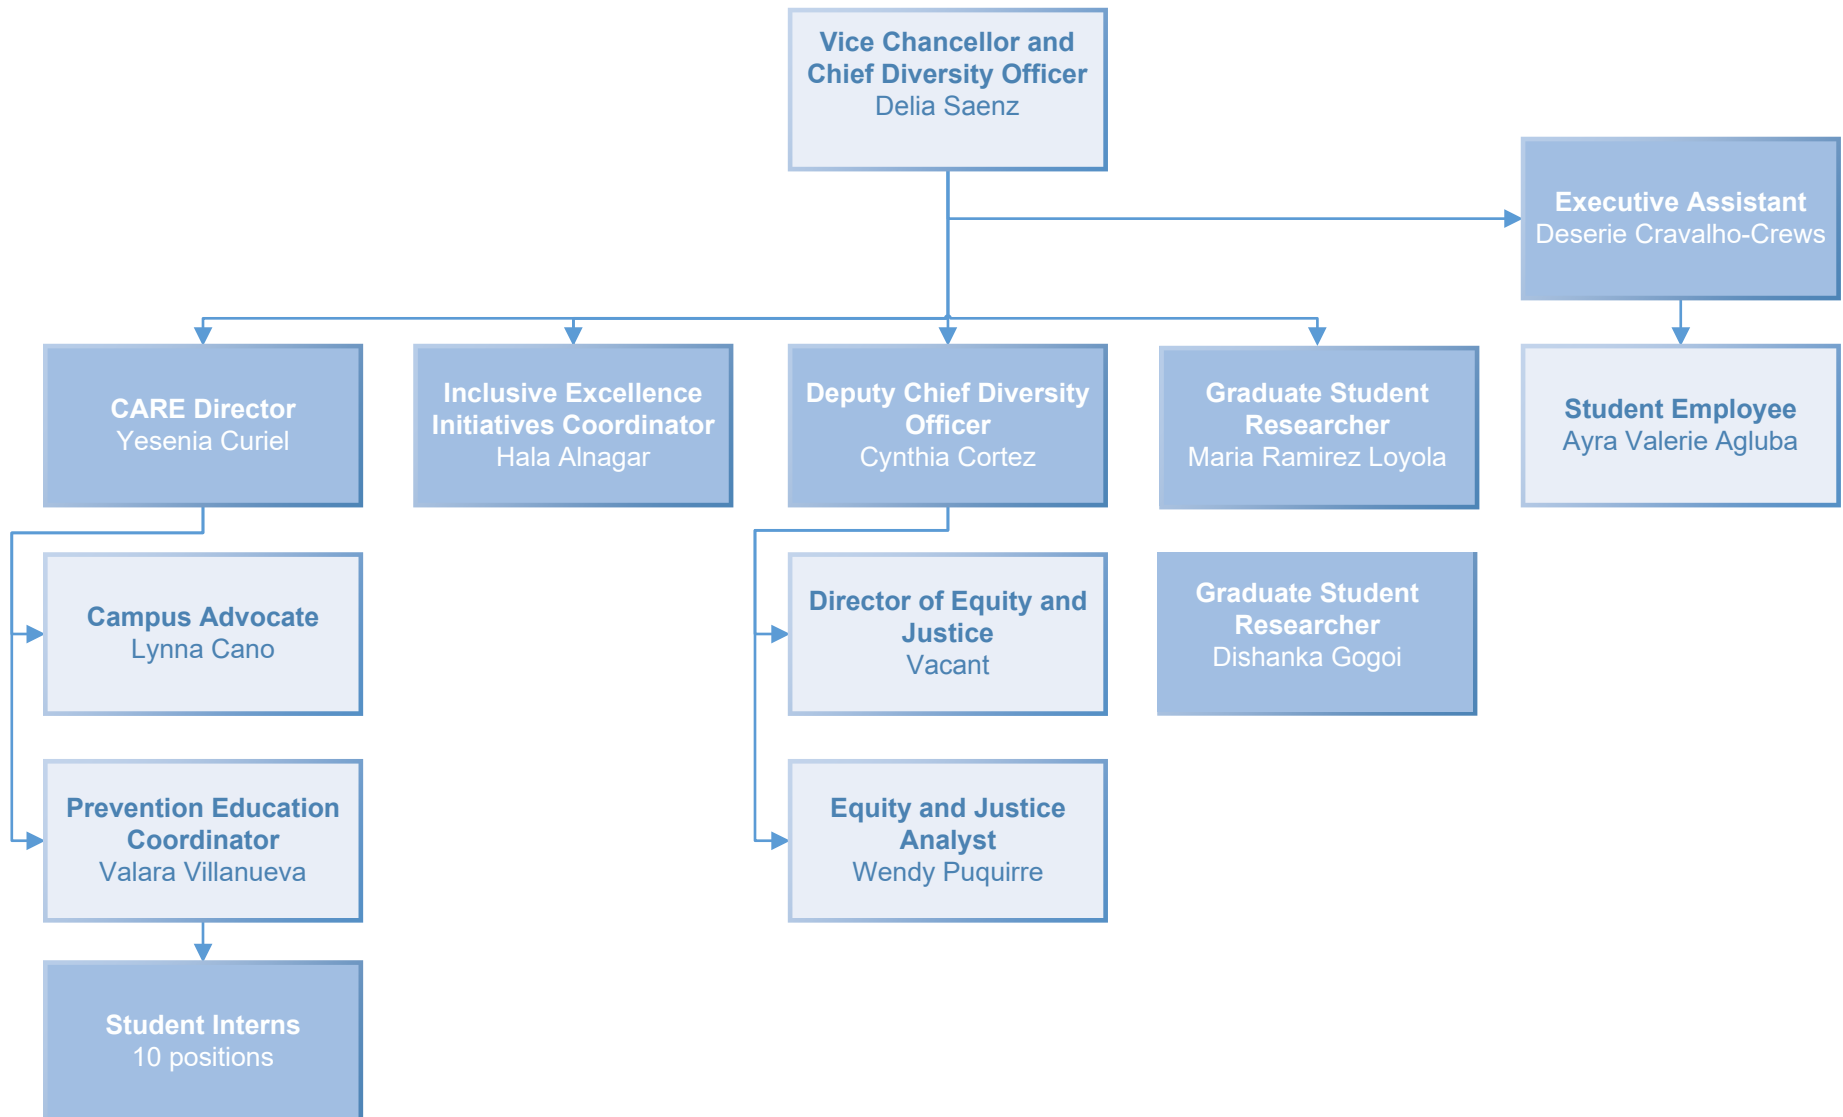 Vice Chancellor and
Chief Diversity Officer
Delia Saenz
Executive Assistant
Deserie Cravalho-Crews
CARE Director
Yesenia Curiel
Inclusive Excellence
Initiatives Coordinator
Hala Alnagar
Deputy Chief Diversity
Officer
Cynthia Cortez
Graduate Student
Researcher
Maria Ramirez Loyola
Student Employee
Ayra Valerie Agluba
Campus Advocate
Lynna Cano
Director of Equity and
Justice
Vacant
Graduate Student
Researcher
Dishanka Gogoi
Prevention Education
Coordinator
Valara Villanueva
Equity and Justice
Analyst
Wendy Puquirre
Student Interns
10 positions